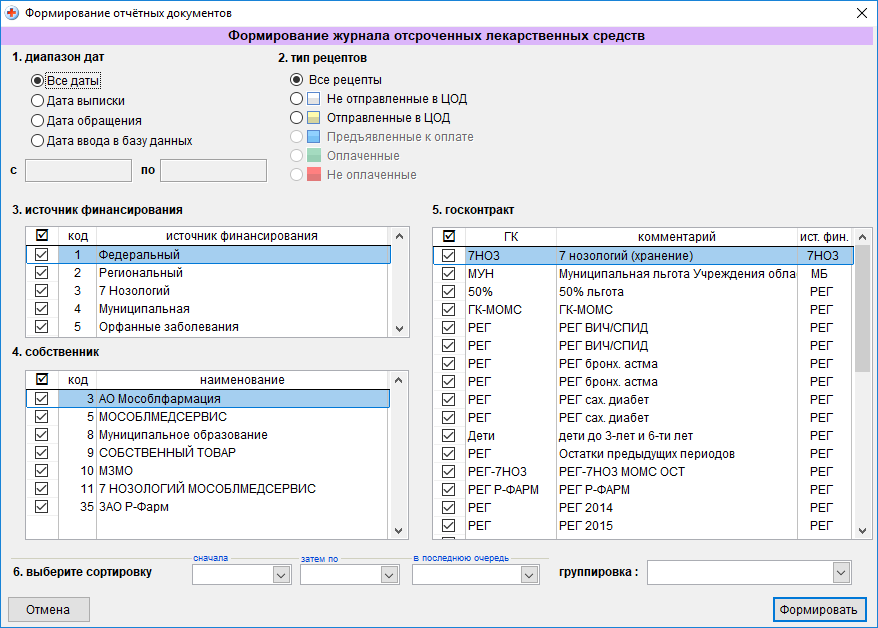 Формирование отчётных документов
Формирование журнала отсроченных лекарственных средств
1. диапазон дат
Все даты
Дата выписки
Дата обращения
Дата ввода в базу данных
с
по
2. тип рецептов
Все рецепты
Не отправленные в ЦОД
Отправленные в ЦОД
Предъявленные к оплате
Оплаченные
Не оплаченные
3. источник финансирования
код источник финансирования
1 Федеральный
2 Региональный
3 7 Нозологий
4 Муниципальная
5 Орфанные заболевания
4. собственник
код наименование
3 АО Мособлфармация
5 МОСОБЛМЕДСЕРВИС
8 Муниципальное образование
9 СОБСТВЕННЫЙ ТОВАР
10 МЗМО
11 7 НОЗОЛОГИЙ МОСОБЛМЕДСЕРВИС
35 ЗАО Р-Фарм
5. госконтракт
ГК комментарий ист. фин.
7НОЗ 7 нозологий (хранение) 7НОЗ
МУН Муниципальная льгота Учреждения обла МБ
50% 50% льгота РЕГ
ГК-МОМС ГК-МОМС РЕГ
РЕГ РЕГ ВИЧ/СПИД РЕГ
РЕГ РЕГ ВИЧ/СПИД РЕГ
РЕГ РЕГ бронх. астма РЕГ
РЕГ РЕГ бронх. астма РЕГ
РЕГ РЕГ сах. диабет РЕГ
РЕГ РЕГ сах. диабет РЕГ
Дети дети до 3-лет и 6-ти лет РЕГ
РЕГ Остатки предыдущих периодов РЕГ
РЕГ-7НОЗ РЕГ-7НОЗ МОМС ОСТ РЕГ
РЕГ Р-ФАРМ РЕГ Р-ФАРМ РЕГ
РЕГ РЕГ 2014 РЕГ
РЕГ РЕГ 2015 РЕГ
6. выберите сортировку
сначала
затем по
в последнюю очередь
группировка :
Отмена
Формировать